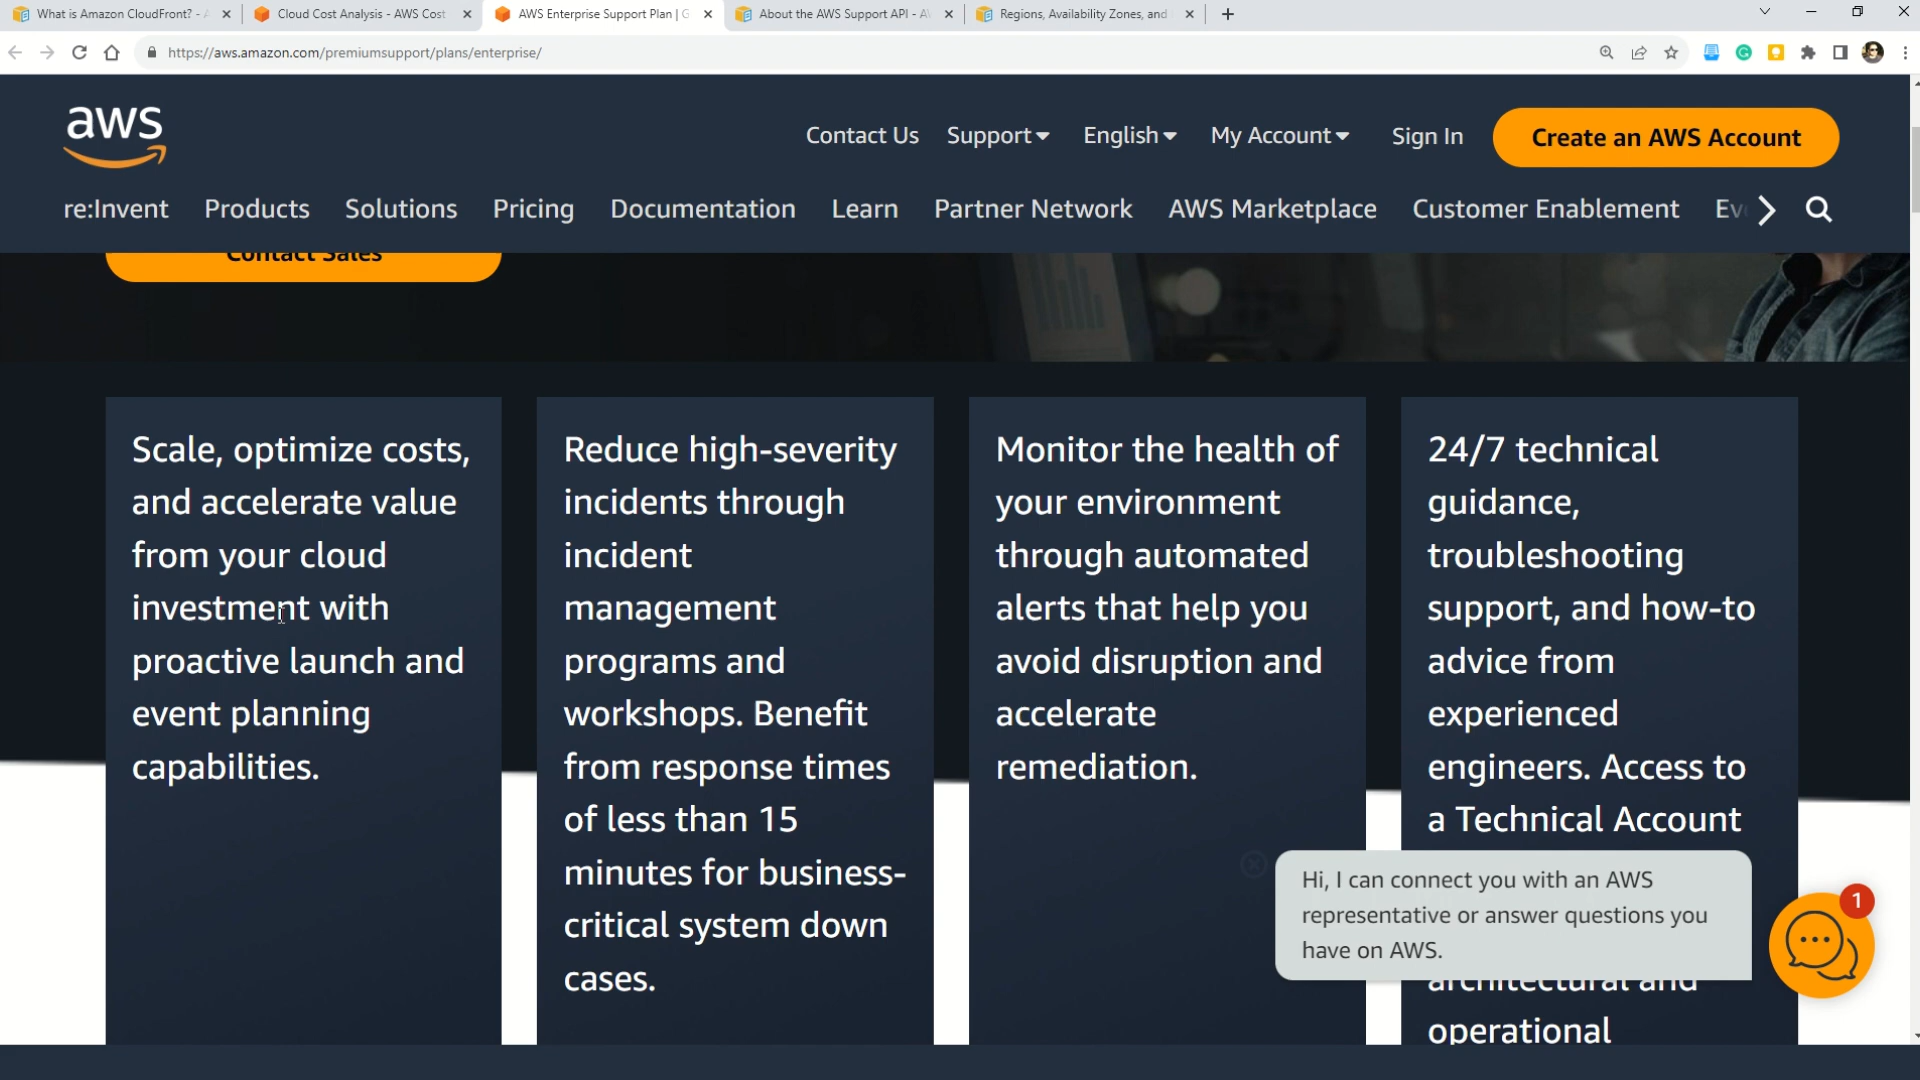 What is Amazon CloudFront? - A
Cloud Cost Analysis - AWS Cost
AWS Enterprise Support Plan | G
About the AWS Support API - AW
Regions, Availability Zones, and
https://aws.amazon.com/premiumsupport/plans/enterprise/
aws
Contact Us Support English My Account Sign In Create an AWS Account
re:Invent Products Solutions Pricing Documentation Learn Partner Network AWS Marketplace Customer Enablement Ev
Contact Sales
Scale, optimize costs,
and accelerate value
from your cloud
investment with
proactive launch and
event planning
capabilities.
Reduce high-severity
incidents through
incident
management
programs and
workshops. Benefit
from response times
of less than 15
minutes for business-
critical system down
cases.
Monitor the health of
your environment
through automated
alerts that help you
avoid disruption and
accelerate
remediation.
24/7 technical
guidance,
troubleshooting
support, and how-to
advice from
experienced
engineers. Access to
a Technical Account
architectural and
operational
Hi, I can connect you with an AWS
representative or answer questions you
have on AWS.
1